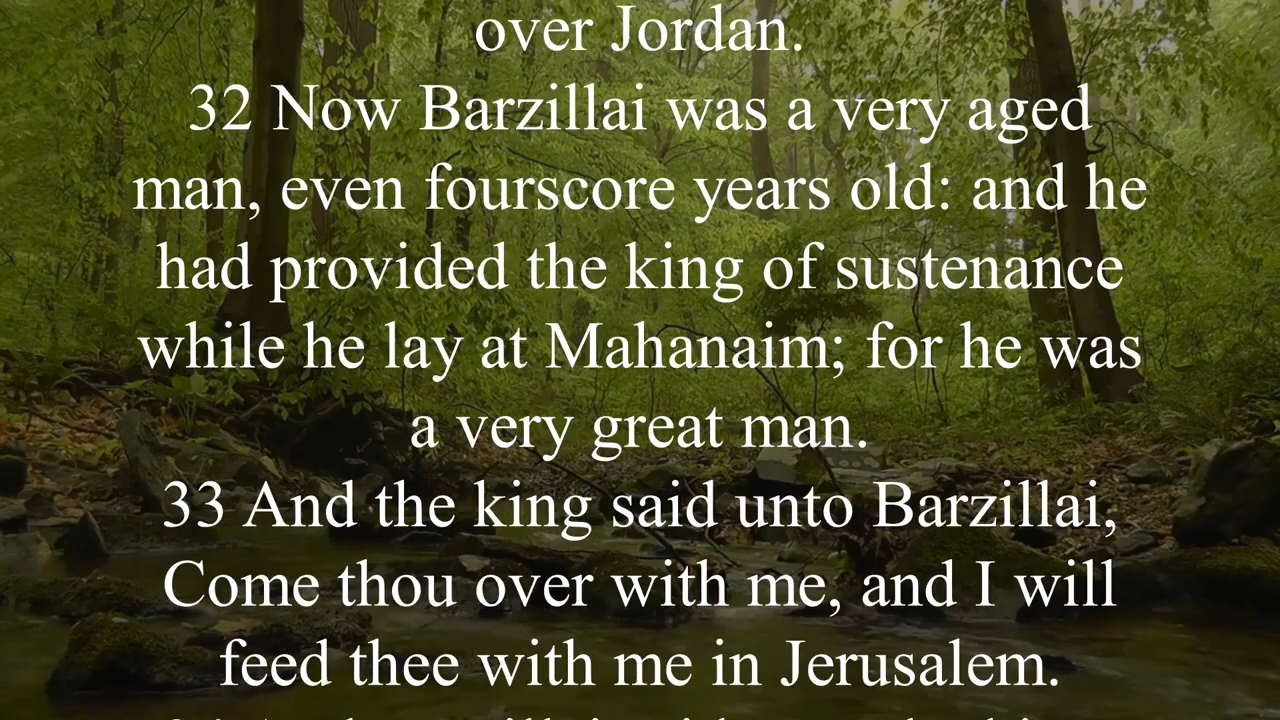 over Jordan.
32 Now Barzillai was a very aged
man, even fourscore years old: and he
had provided the king of sustenance
while he lay at Mahanaim; for he was
a very great man.
33 And the king said unto Barzillai,
Come thou over with me, and I will
feed thee with me in Jerusalem.